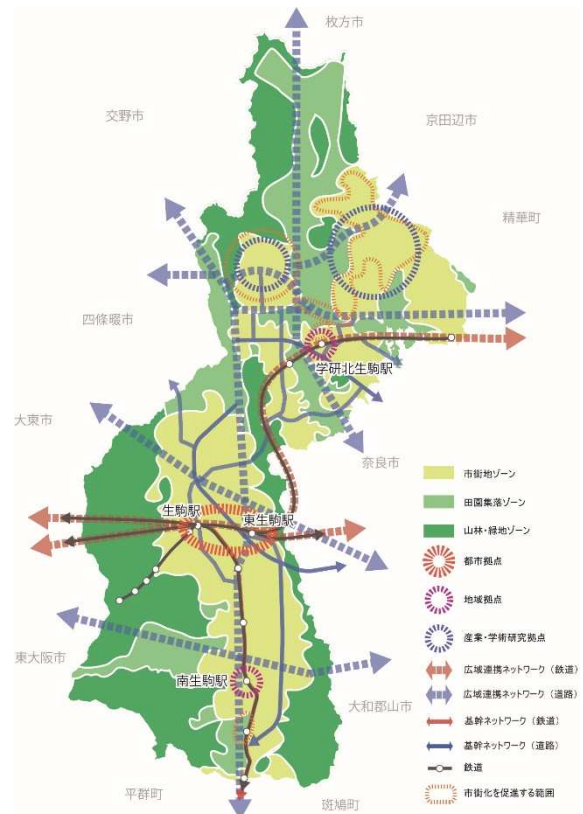 枚方市
交野市
京田辺市
精華町
四條畷市
学研北生駒駅
大東市
奈良市
生駒駅
東生駒駅
東大阪市
南生駒駅
大和郡山市
平群町
斑鳩町
市街地ゾーン
田園集落ゾーン
山林・緑地ゾーン
都市拠点
地域拠点
産業・学術研究拠点
広域連携ネットワーク（鉄道）
広域連携ネットワーク（道路）
基幹ネットワーク（鉄道）
基幹ネットワーク（道路）
鉄道
市街化を促進する範囲